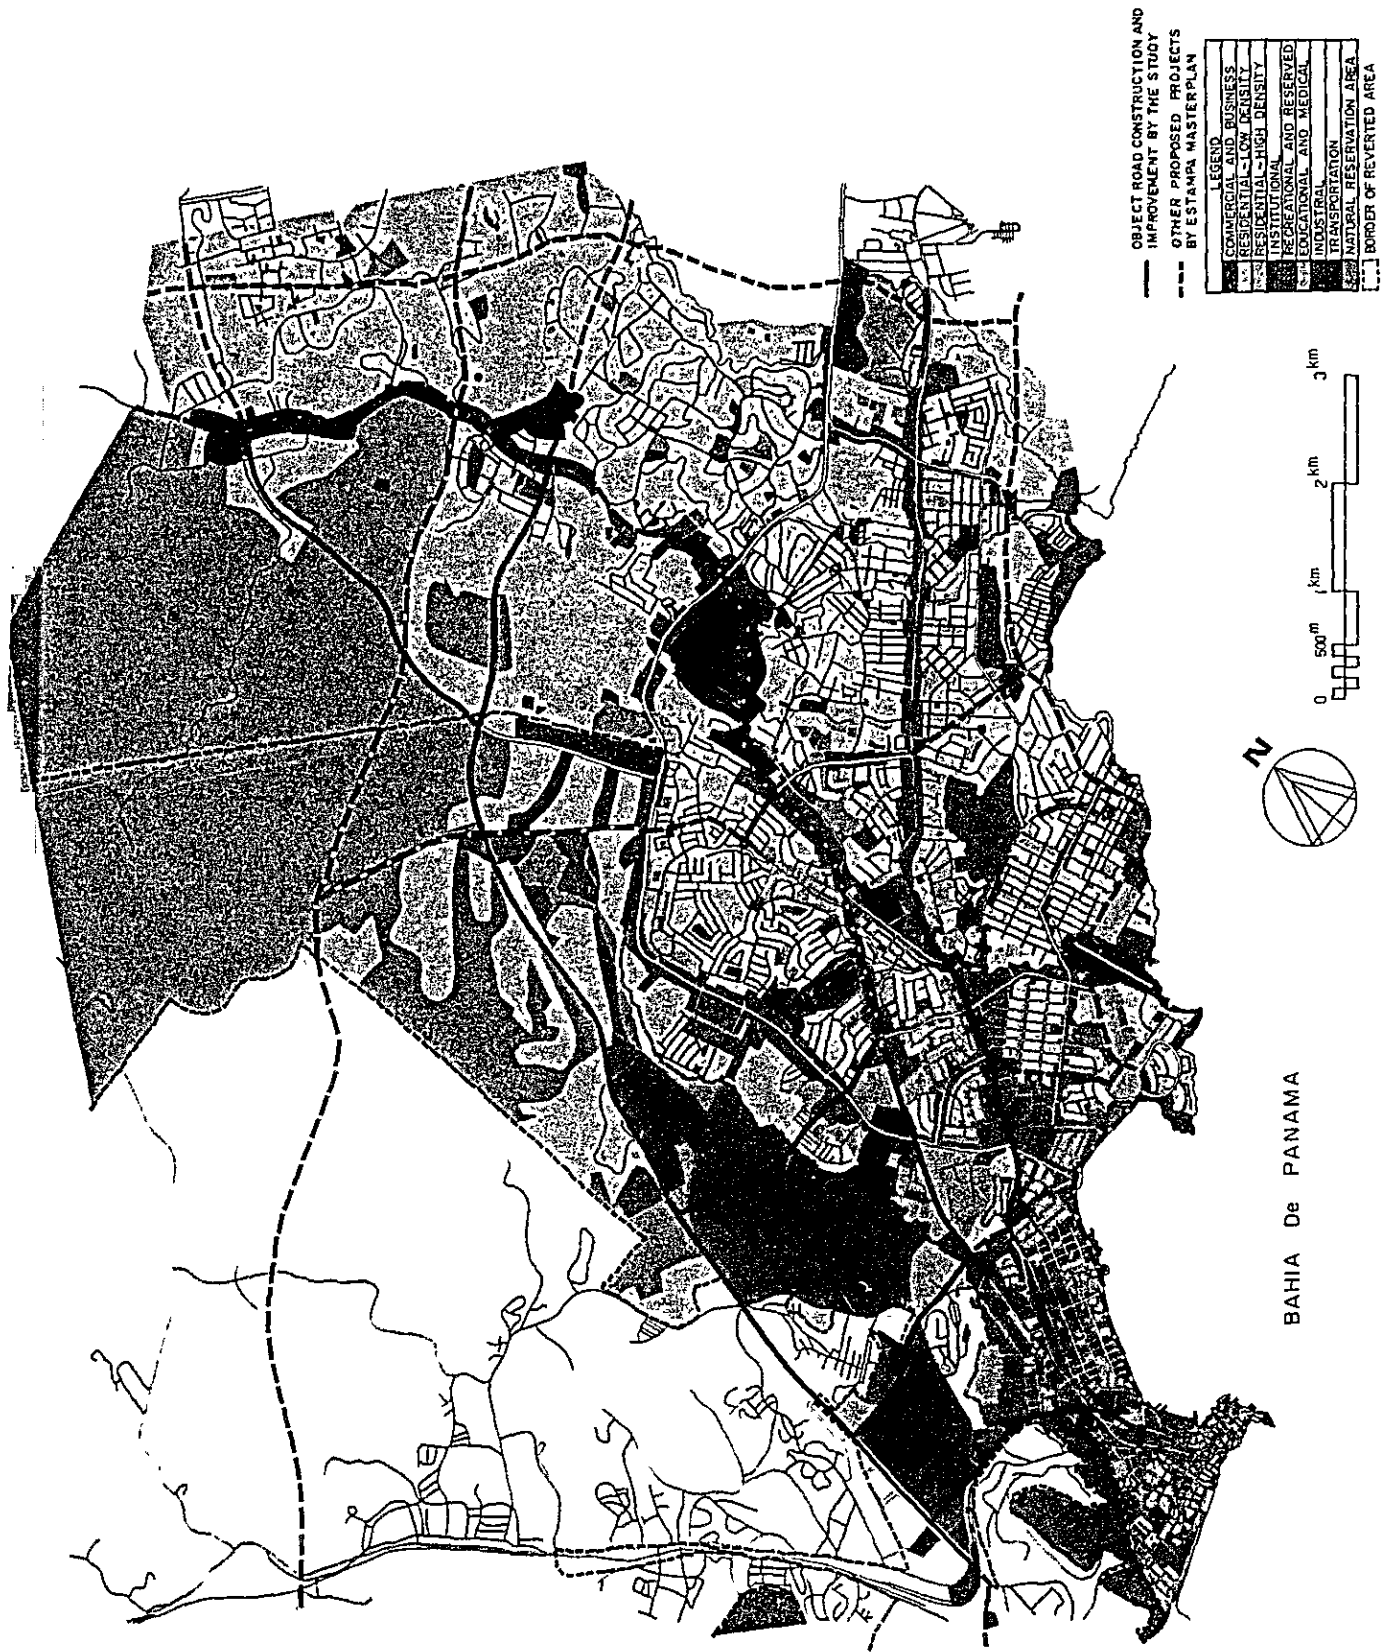 OBJECT ROAD CONSTRUCTION AND
IMPROVEMENT BY THE STUDY
OTHER PROPOSED PROJECTS
BY ESTAMPA MASTERPLAN
LEGEND
COMMERCIAL AND BUSINESS
RESIDENTIAL-LOW DENSITY
RESIDENTIAL-HIGH DENSITY
INSTITUTIONAL
RECREATIONAL AND RESERVED
EDUCATIONAL AND MEDICAL
INDUSTRIAL
TRANSPORTATION
NATURAL RESERVATION AREA
BORDER OF REVERTED AREA
0 500m 1km 2km 3km
N
BAHIA De PANAMA